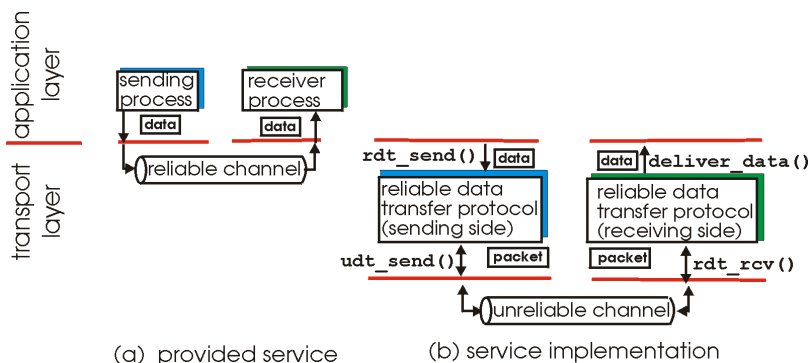 application
layer
transport
layer
sending
process
receiver
process
data
data
reliable channel
(a) provided service
rdt_send()
data
data
deliver_data()
reliable data
transfer protocol
(sending side)
reliable data
transfer protocol
(receiving side)
udt_send()
packet
packet
rdt_rcv()
unreliable channel
(b) service implementation